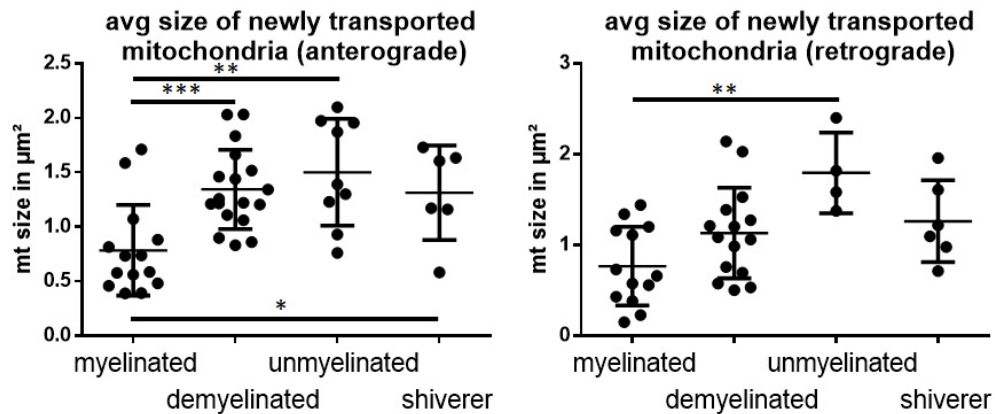 avg size of newly transported
mitochondria (anterograde)
mt size in µm²
2.5
2.0
1.5
1.0
0.5
0.0
**
***
*
myelinated
demyelinated
unmyelinated
shiverer
avg size of newly transported
mitochondria (retrograde)
mt size in µm²
3
2
1
0
**
myelinated
demyelinated
unmyelinated
shiverer